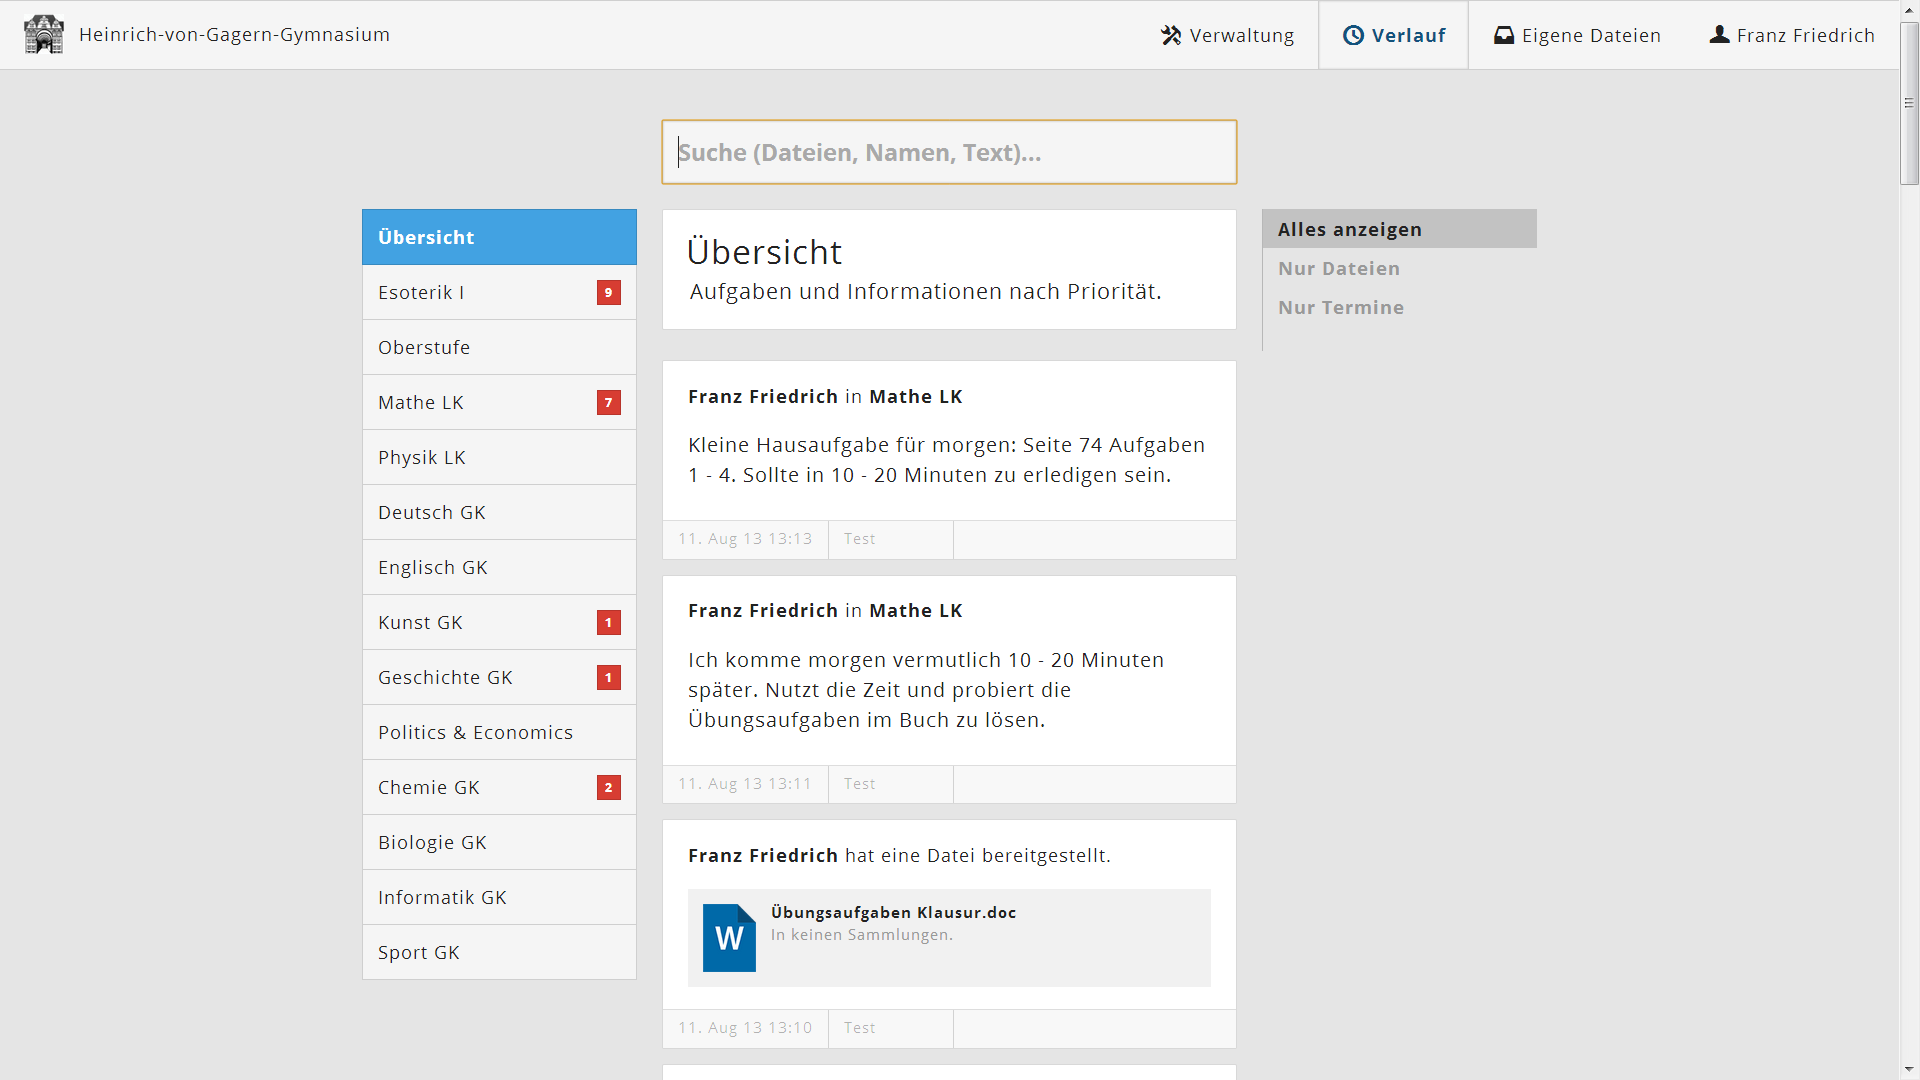 Heinrich-von-Gagern-Gymnasium
Verwaltung
Verlauf
Eigene Dateien
Franz Friedrich
Suche (Dateien, Namen, Text)...
Übersicht
Esoterik I 9
Oberstufe
Mathe LK 7
Physik LK
Deutsch GK
Englisch GK
Kunst GK 1
Geschichte GK 1
Politics & Economics
Chemie GK 2
Biologie GK
Informatik GK
Sport GK
Übersicht
Aufgaben und Informationen nach Priorität.
Franz Friedrich in Mathe LK
Kleine Hausaufgabe für morgen: Seite 74 Aufgaben
1 - 4. Sollte in 10 - 20 Minuten zu erledigen sein.
11. Aug 13 13:13 Test
Franz Friedrich in Mathe LK
Ich komme morgen vermutlich 10 - 20 Minuten
später. Nutzt die Zeit und probiert die
Übungsaufgaben im Buch zu lösen.
11. Aug 13 13:11 Test
Franz Friedrich hat eine Datei bereitgestellt.
W
Übungsaufgaben Klausur.doc
In keinen Sammlungen.
11. Aug 13 13:10 Test
Alles anzeigen
Nur Dateien
Nur Termine